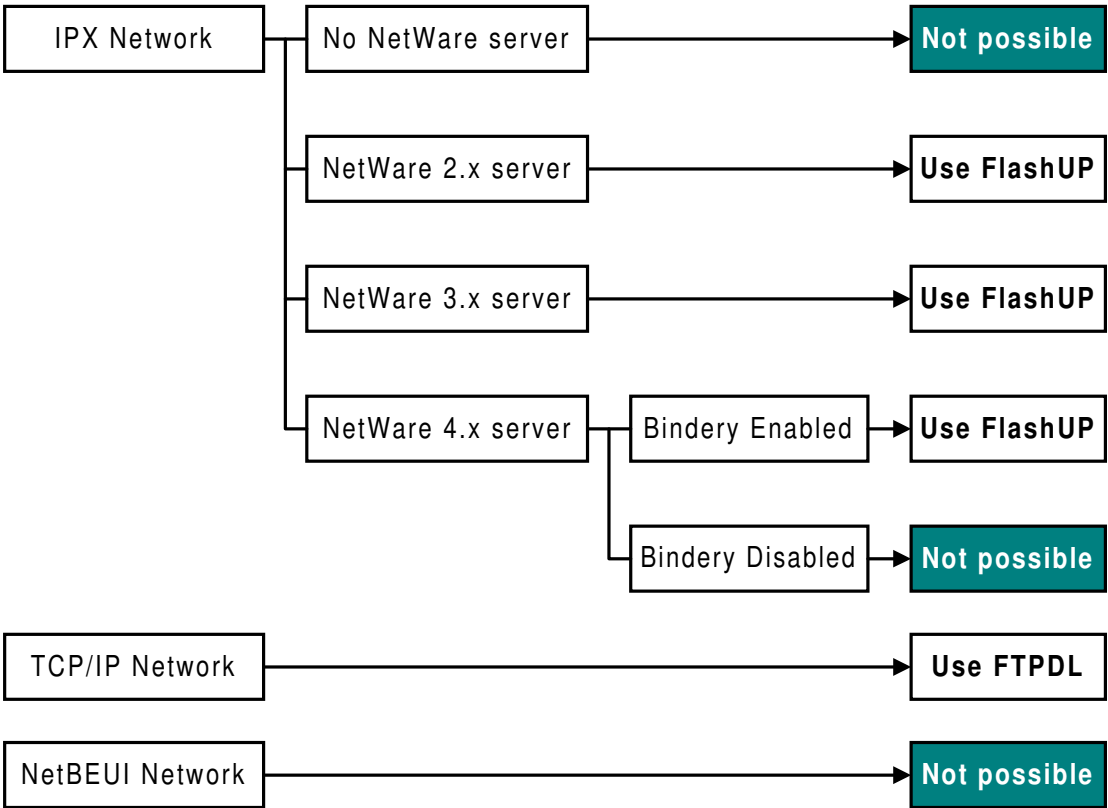 IPX Network
No NetWare server
Not possible
NetWare 2.x server
Use FlashUP
NetWare 3.x server
Use FlashUP
NetWare 4.x server
Bindery Enabled
Use FlashUP
Bindery Disabled
Not possible
TCP/IP Network
Use FTPDL
NetBEUI Network
Not possible